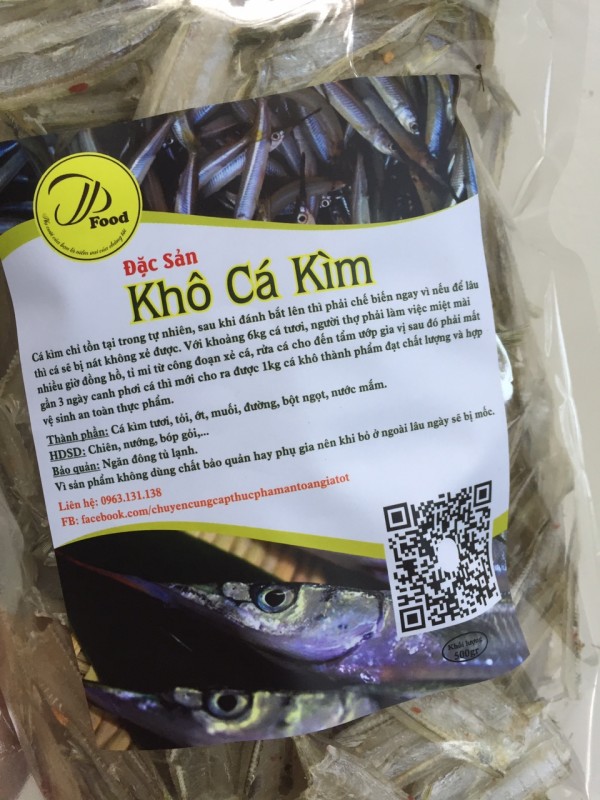 Food
Đặc Sản
Khô Cá Kìm
Cá kìm chỉ tồn tại trong tự nhiên, sau khi đánh bắt lên thì phải chế biến ngay vì nếu để lâu
thì cá sẽ bị nát không xẻ được. Với khoảng 6kg cá tươi, người thợ phải làm việc miệt mài
nhiều giờ đồng hồ, tỉ mỉ từ công đoạn xẻ cá, rửa cá cho đến tẩm ướp gia vị sau đó phải mất
gần 3 ngày canh phơi cá thì mới cho ra được 1kg cá khô thành phẩm đạt chất lượng và hợp
vệ sinh an toàn thực phẩm.
Thành phần: Cá kìm tươi, tỏi, ớt, muối, đường, bột ngọt, nước mắm.
HDSD: Chiên, nướng, bóp gỏi,...
Bảo quản: Ngăn đông tủ lạnh.
Vì sản phẩm không dùng chất bảo quản hay phụ gia nên khi bỏ ở ngoài lâu ngày sẽ bị mốc.
Liên hệ: 0963.131.138
FB: facebook.com/chuyencungcapthucphamantoangiatot
Khối lượng
500gr